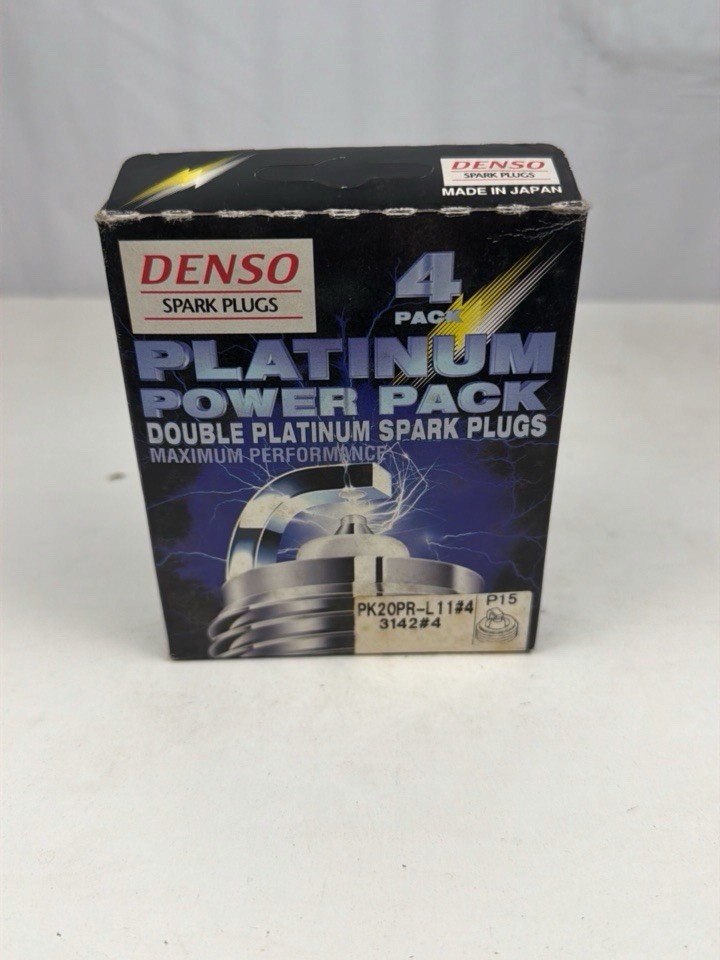 DENSO
SPARK PLUGS
MADE IN JAPAN
DENSO
SPARK PLUGS
4
PACK
PLATINUM
POWER PACK
DOUBLE PLATINUM SPARK PLUGS
MAXIMUM PERFORMANCE
PK20PR-L11#4
3142#4
P15